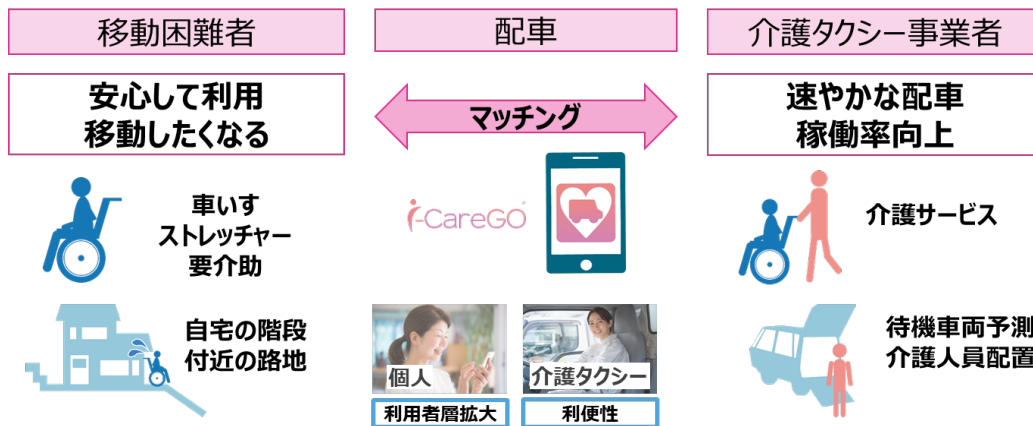 移動困難者
配車
介護タクシー事業者
安心して利用
移動したくなる
マッチング
速やかな配車
稼働率向上
車いす
ストレッチャー
要介助
i-CareGO
介護サービス
自宅の階段
付近の路地
個人
介護タクシー
利用者層拡大
利便性
待機車両予測
介護人員配置